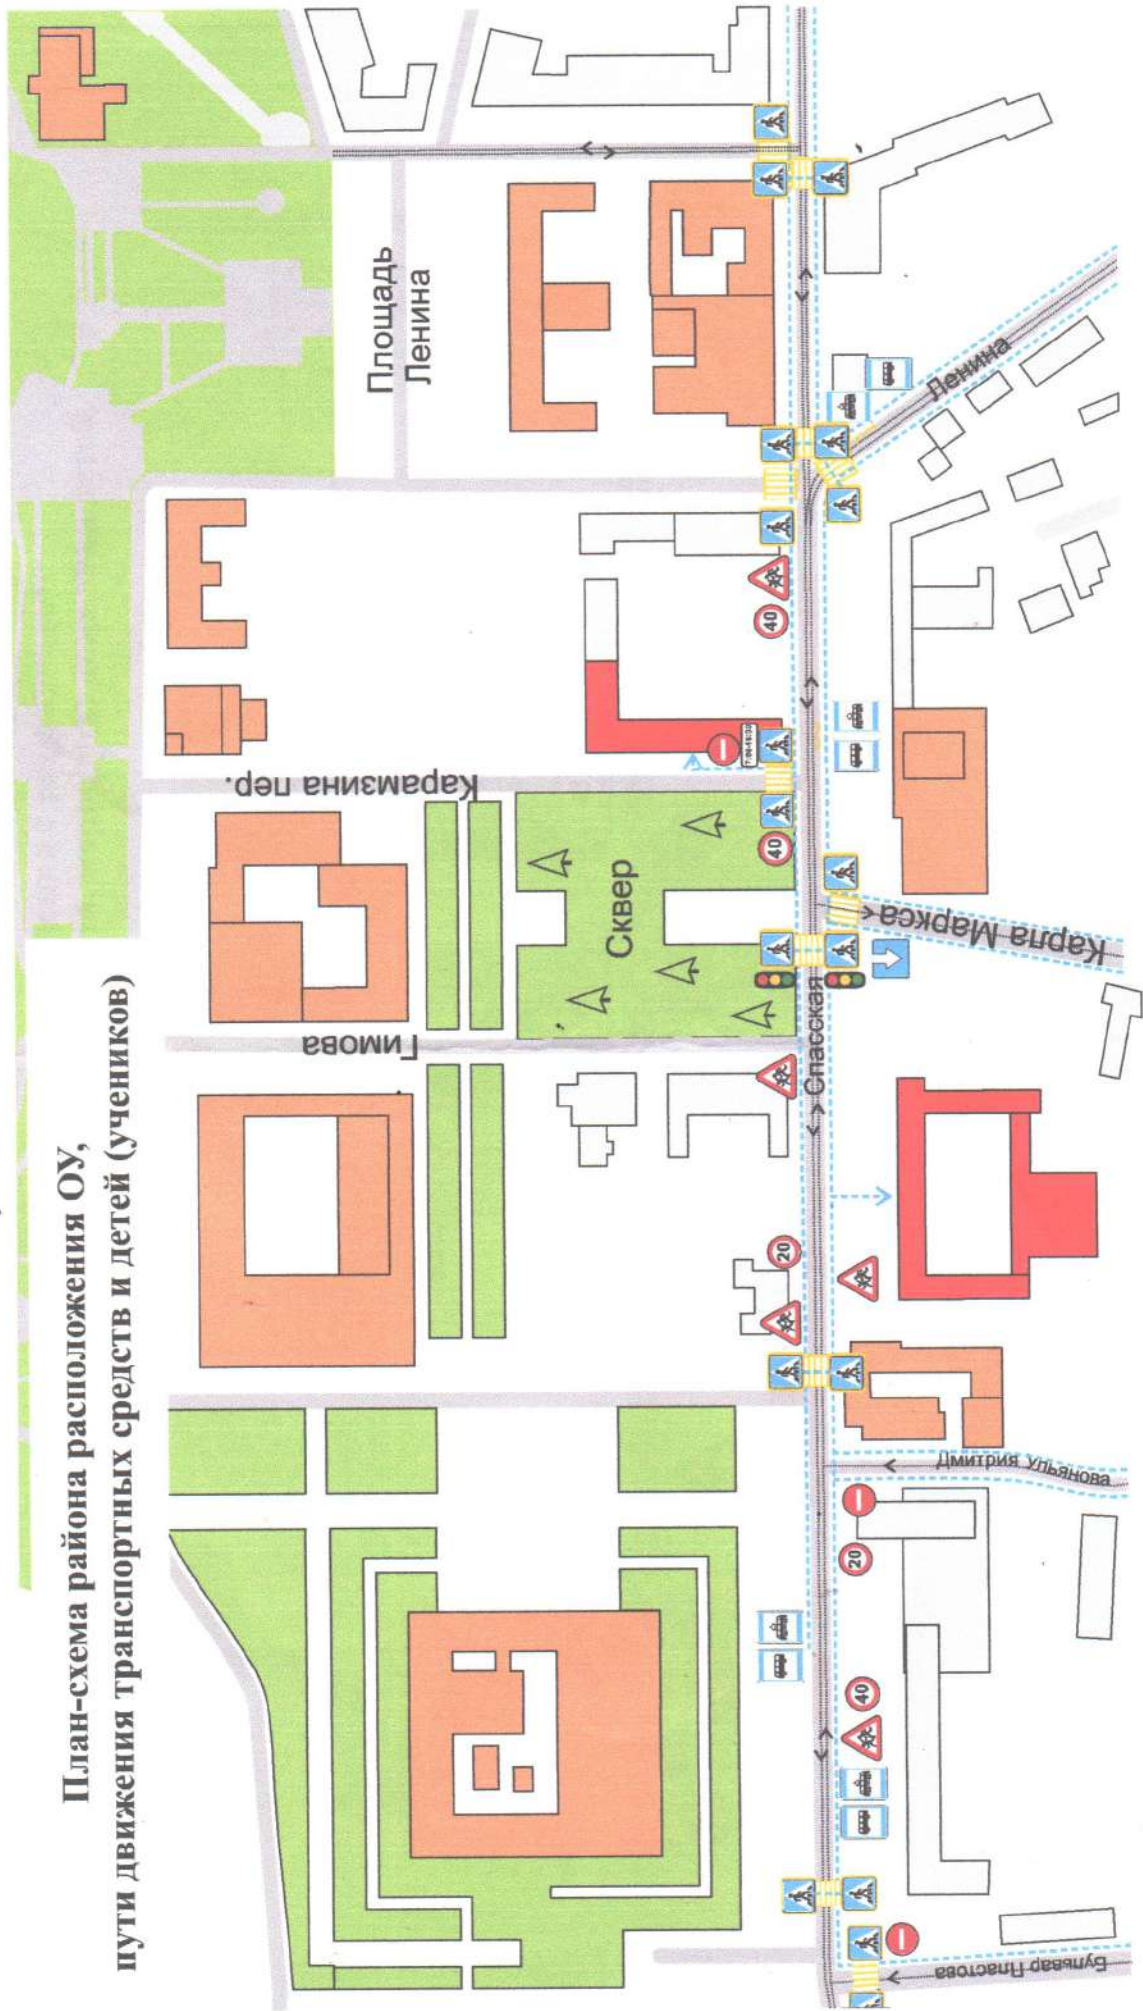 План-схема района расположения ОУ,
пути движения транспортных средств и детей (учеников)
Площадь
Ленина
Карамзина пер.
Гимова
Сквер
Спасская
Ленина
Карла Маркса
Дмитрия Ульянова
Бульвар Пластова
40
40
20
20
40